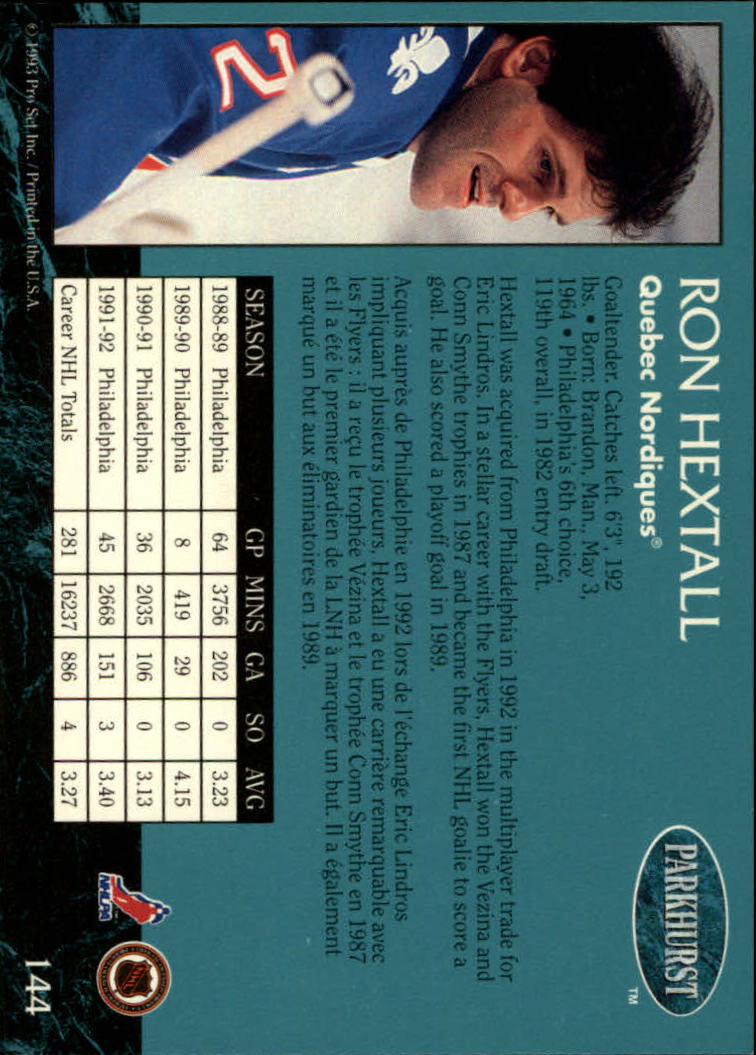 RON HEXTALL
Quebec Nordiques®
Goaltender. Catches left. 6'3", 192
lbs. • Born: Brandon, Man., May 3,
1964 • Philadelphia's 6th choice,
119th overall, in 1982 entry draft.
PARKHURST
TM
Hextall was acquired from Philadelphia in 1992 in the multiplayer trade for
Eric Lindros. In a stellar career with the Flyers, Hextall won the Vezina and
Conn Smythe trophies in 1987 and became the first NHL goalie to score a
goal. He also scored a playoff goal in 1989.
Acquis auprès de Philadelphie en 1992 lors de l'échange Eric Lindros
impliquant plusieurs joueurs, Hextall a eu une carrière remarquable avec
les Flyers : il a reçu le trophée Vézina et le trophée Conn Smythe en 1987
et il a été le premier gardien de la LNH à marquer un but. Il a également
marqué un but aux éliminatoires en 1989.
SEASON GP MINS GA SO AVG
1988-89 Philadelphia 64 3756 202 0 3.23
1989-90 Philadelphia 8 419 29 0 4.15
1990-91 Philadelphia 36 2035 106 0 3.13
1991-92 Philadelphia 45 2668 151 3 3.40
Career NHL Totals 281 16237 886 4 3.27
2
NHLPA
NHL
© 1993 Pro Set Inc. / Printed in the U.S.A.
144